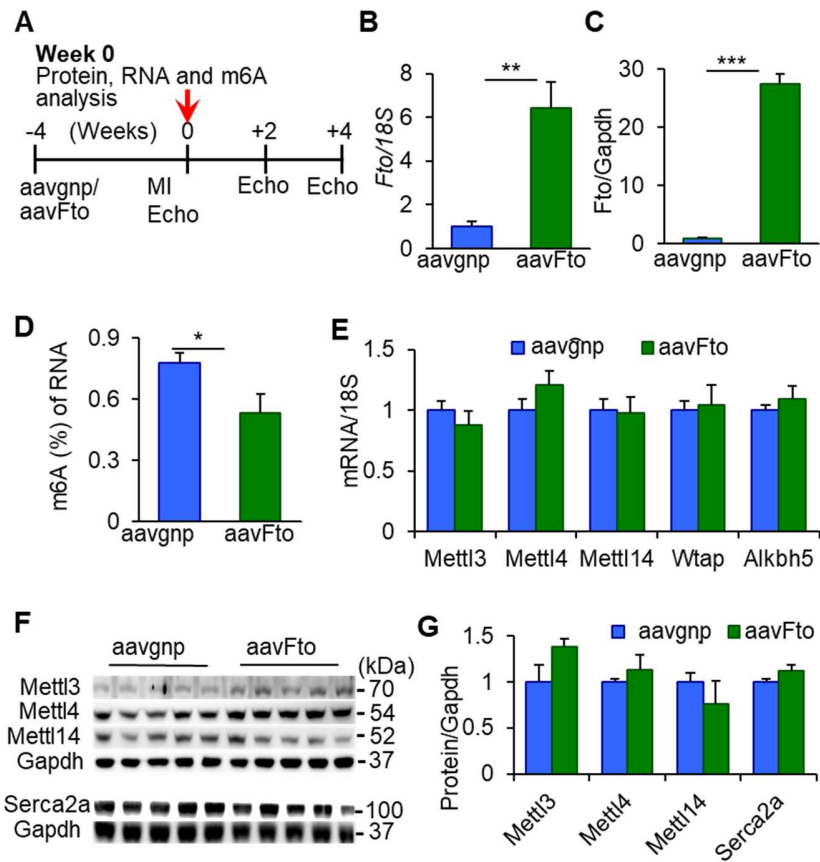 A
Week 0
Protein, RNA and m6A
analysis
-4 (Weeks) 0 +2 +4
aavgnp/
aavFto
MI
Echo
Echo
Echo
B
**
Fto/18S
8
6
4
2
0
aavgnp aavFto
C
***
Fto/Gapdh
30
20
10
0
aavgnp aavFto
D
*
m6A (%) of RNA
0.9
0.6
0.3
0
aavgnp aavFto
E
aavgnp aavFto
mRNA/18S
1.5
1
0.5
0
Mettl3 Mettl4 Mettl14 Wtap Alkbh5
F
aavgnp aavFto
(kDa)
Mettl3 70
Mettl4 54
Mettl14 52
Gapdh 37
Serca2a 100
Gapdh 37
G
aavgnp aavFto
Protein/Gapdh
1.5
1
0.5
0
Mettl3 Mettl4 Mettl14 Serca2a